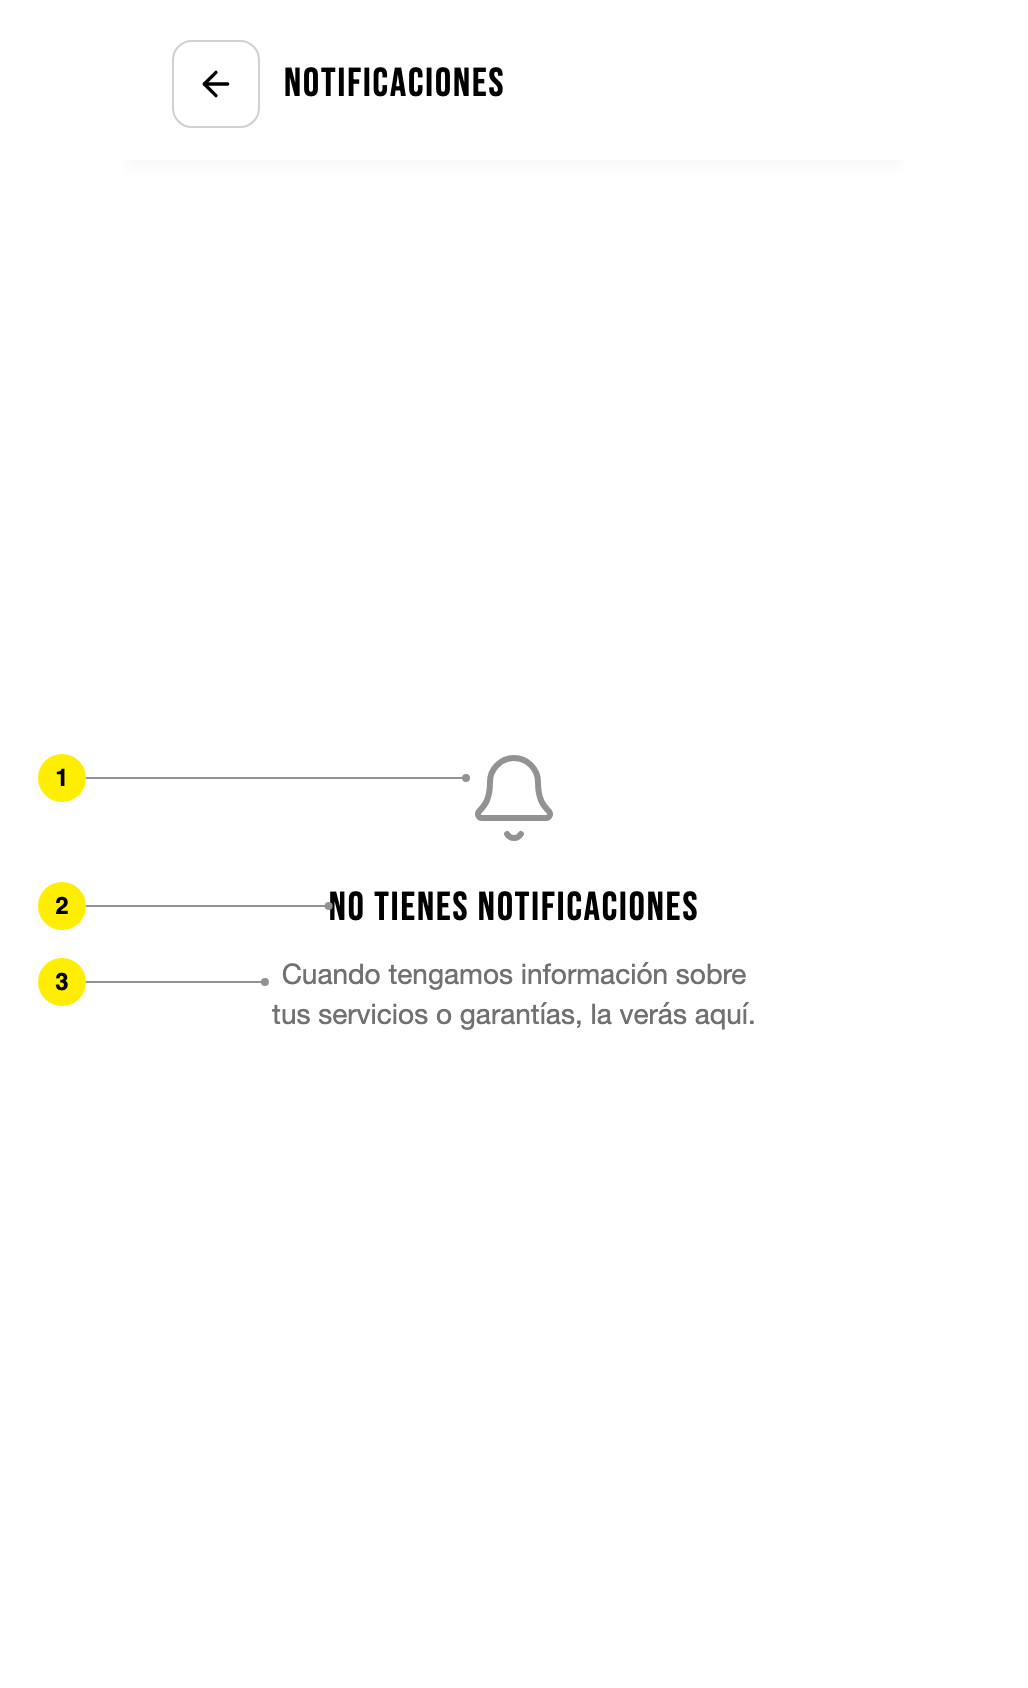 NOTIFICACIONES
1
2
NO TIENES NOTIFICACIONES
3
Cuando tengamos información sobre
tus servicios o garantías, la verás aquí.